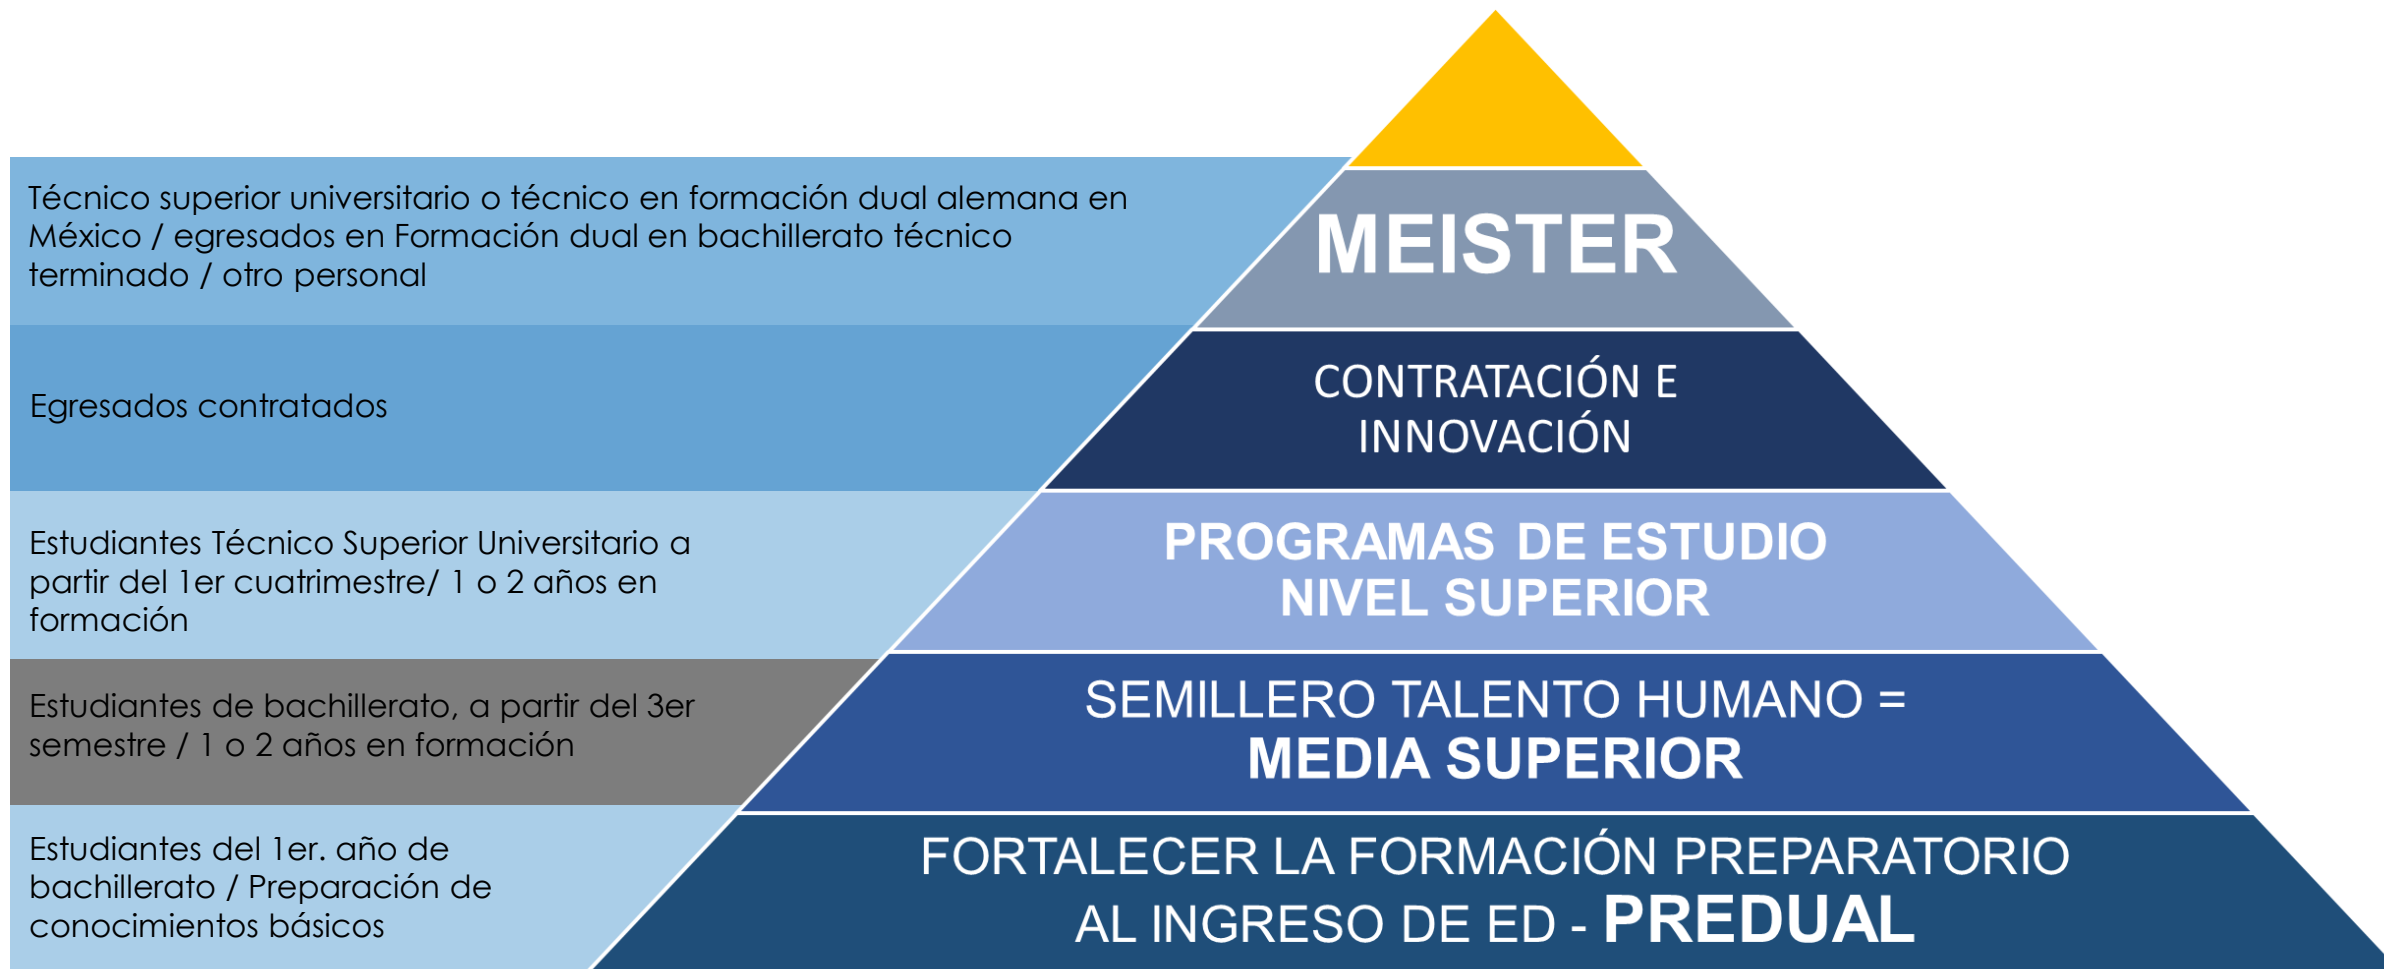 Técnico superior universitario o técnico en formación dual alemana en
México / egresados en Formación dual en bachillerato técnico
terminado / otro personal
MEISTER
Egresados contratados
CONTRATACIÓN E
INNOVACIÓN
Estudiantes Técnico Superior Universitario a
partir del 1er cuatrimestre/ 1 o 2 años en
formación
PROGRAMAS DE ESTUDIO
NIVEL SUPERIOR
Estudiantes de bachillerato, a partir del 3er
semestre / 1 o 2 años en formación
SEMILLERO TALENTO HUMANO =
MEDIA SUPERIOR
Estudiantes del 1er. año de
bachillerato / Preparación de
conocimientos básicos
FORTALECER LA FORMACIÓN PREPARATORIO
AL INGRESO DE ED - PREDUAL